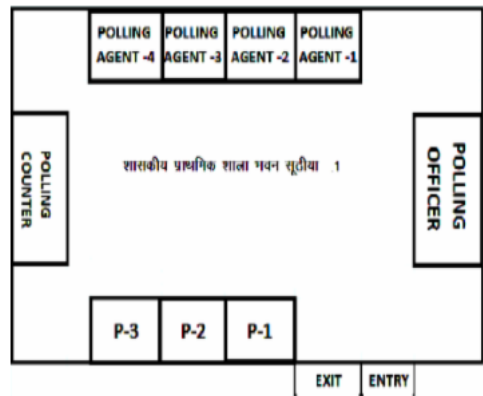 POLLING AGENT -4
POLLING AGENT -3
POLLING AGENT -2
POLLING AGENT -1
POLLING COUNTER
शासकीय प्राथमिक शाला भवन सूठीया .1
POLLING OFFICER
P-3
P-2
P-1
EXIT
ENTRY